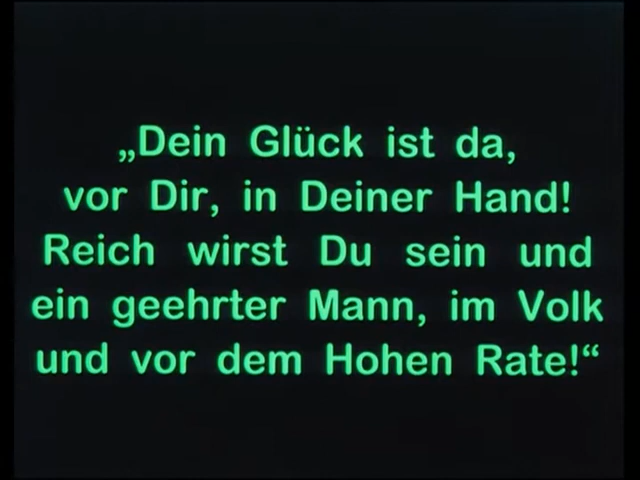 „Dein Glück ist da,
vor Dir, in Deiner Hand!
Reich wirst Du sein und
ein geehrter Mann, im Volk
und vor dem Hohen Rate!“